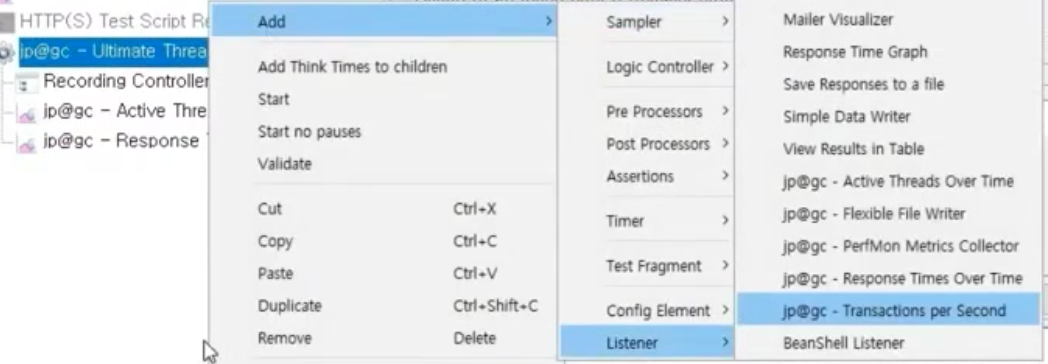 HTTP(S) Test Script Re
jp@gc - Ultimate Threa
Recording Controller
jp@gc - Active Thre
jp@gc - Response
Add
Add Think Times to children
Start
Start no pauses
Validate
Cut Ctrl+X
Copy Ctrl+C
Paste Ctrl+V
Duplicate Ctrl+Shift+C
Remove Delete
Sampler
Logic Controller
Pre Processors
Post Processors
Assertions
Timer
Test Fragment
Config Element
Listener
Mailer Visualizer
Response Time Graph
Save Responses to a file
Simple Data Writer
View Results in Table
jp@gc - Active Threads Over Time
jp@gc - Flexible File Writer
jp@gc - PerfMon Metrics Collector
jp@gc - Response Times Over Time
jp@gc - Transactions per Second
BeanShell Listener